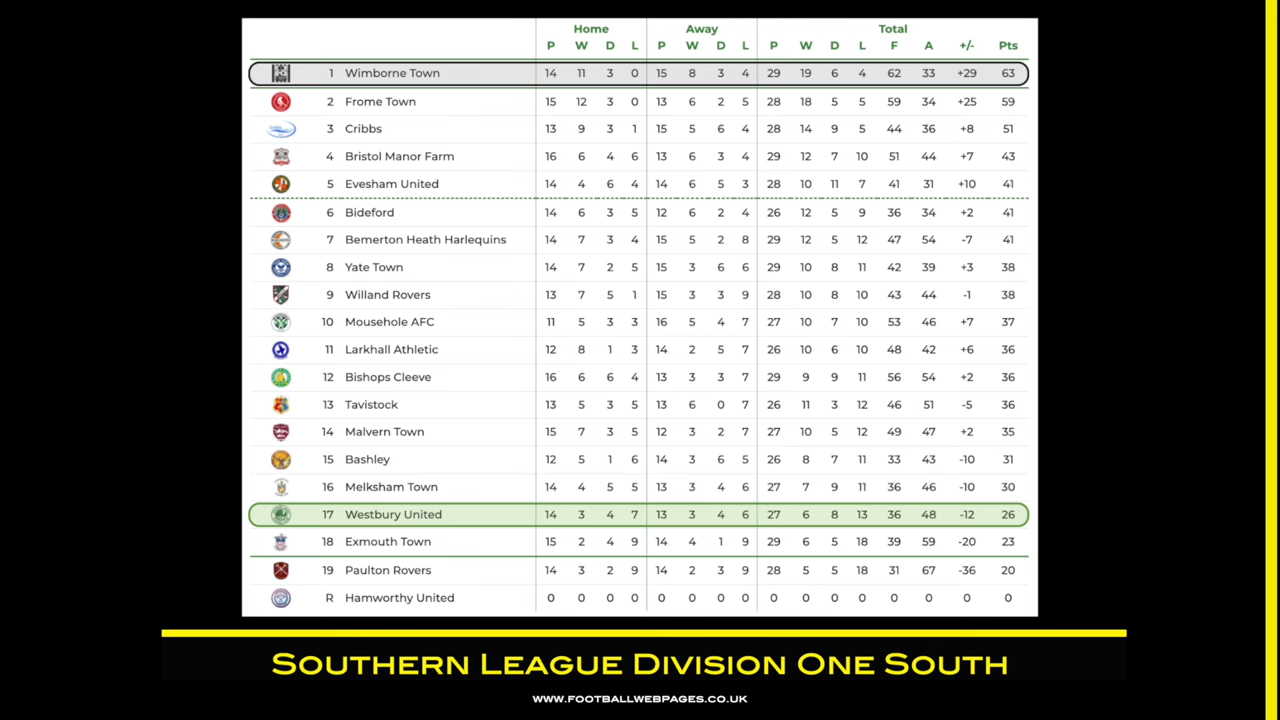 Home Away Total
P W D L P W D L P W D L F A +/- Pts
1 Wimborne Town 14 11 3 0 15 8 3 4 29 19 6 4 62 33 +29 63
2 Frome Town 15 12 3 0 13 6 2 5 28 18 5 5 59 34 +25 59
3 Cribbs 13 9 3 1 15 5 6 4 28 14 9 5 44 36 +8 51
4 Bristol Manor Farm 16 6 4 6 13 6 3 4 29 12 7 10 51 44 +7 43
5 Evesham United 14 4 6 4 14 6 5 3 28 10 11 7 41 31 +10 41
6 Bideford 14 6 3 5 12 6 2 4 26 12 5 9 36 34 +2 41
7 Bemerton Heath Harlequins 14 7 3 4 15 5 2 8 29 12 5 12 47 54 -7 41
8 Yate Town 14 7 2 5 15 3 6 6 29 10 8 11 42 39 +3 38
9 Willand Rovers 13 7 5 1 15 3 3 9 28 10 8 10 43 44 -1 38
10 Mousehole AFC 11 5 3 3 16 5 4 7 27 10 7 10 53 46 +7 37
11 Larkhall Athletic 12 8 1 3 14 2 5 7 26 10 6 10 48 42 +6 36
12 Bishops Cleeve 16 6 6 4 13 3 3 7 29 9 9 11 56 54 +2 36
13 Tavistock 13 5 3 5 13 6 0 7 26 11 3 12 46 51 -5 36
14 Malvern Town 15 7 3 5 12 3 2 7 27 10 5 12 49 47 +2 35
15 Bashley 12 5 1 6 14 3 6 5 26 8 7 11 33 43 -10 31
16 Melksham Town 14 4 5 5 13 3 4 6 27 7 9 11 36 46 -10 30
17 Westbury United 14 3 4 7 13 3 4 6 27 6 8 13 36 48 -12 26
18 Exmouth Town 15 2 4 9 14 4 1 9 29 6 5 18 39 59 -20 23
19 Paulton Rovers 14 3 2 9 14 2 3 9 28 5 5 18 31 67 -36 20
R Hamworthy United 0 0 0 0 0 0 0 0 0 0 0 0 0 0 0 0
Southern League Division One South
WWW.FOOTBALLWEBPAGES.CO.UK